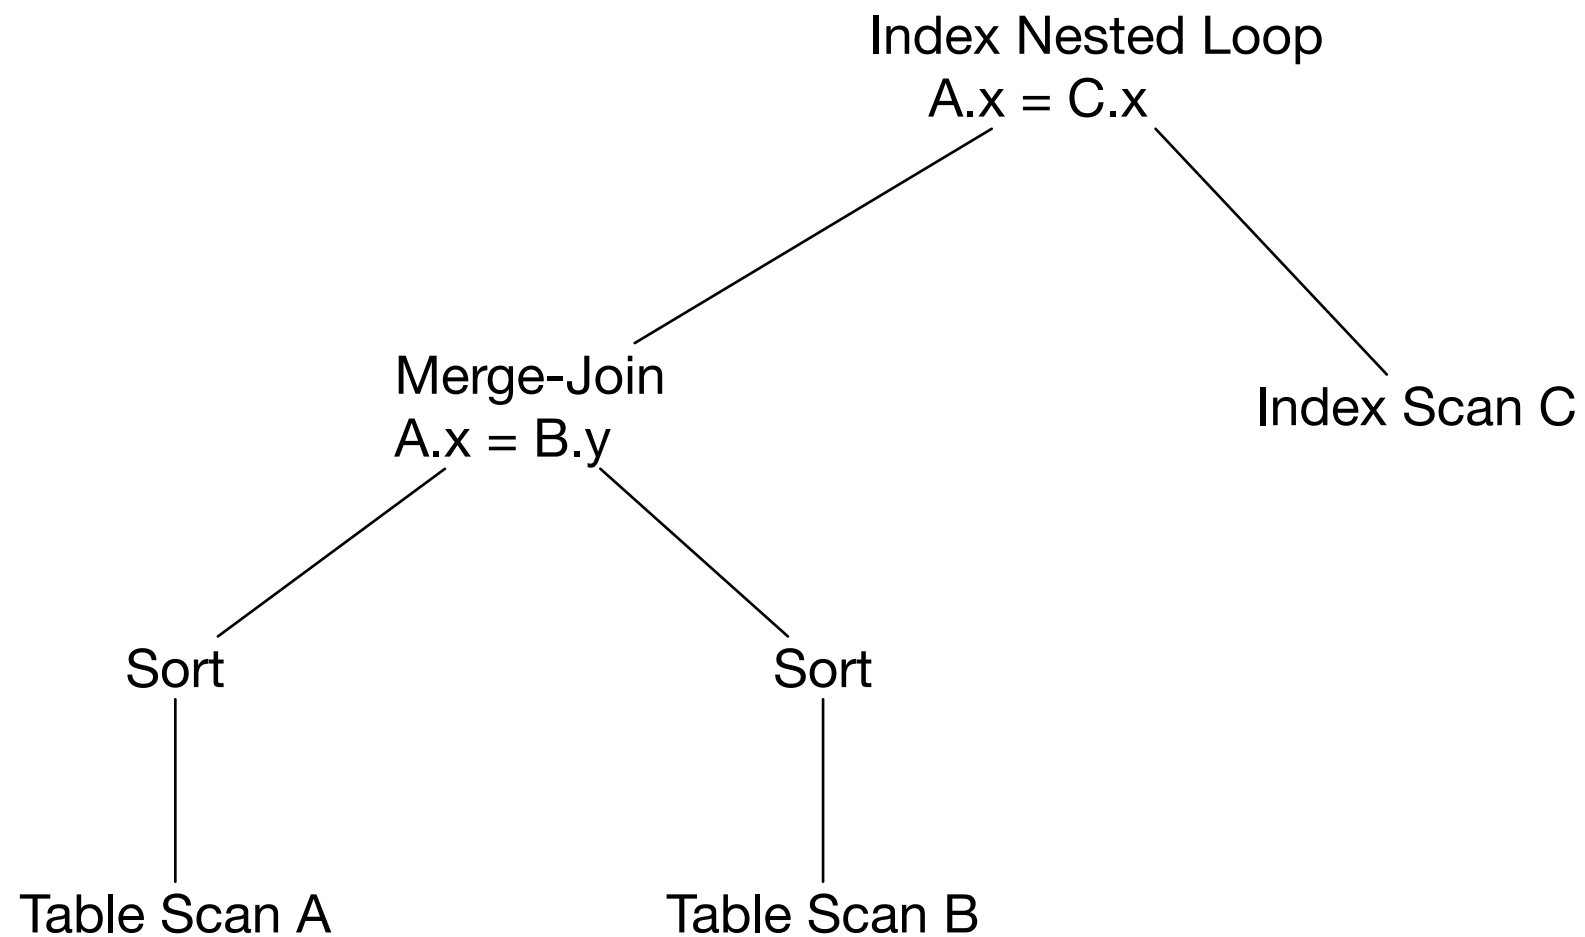 Index Nested Loop
A.x = C.x
Merge-Join
A.x = B.y
Index Scan C
Sort
Sort
Table Scan A
Table Scan B